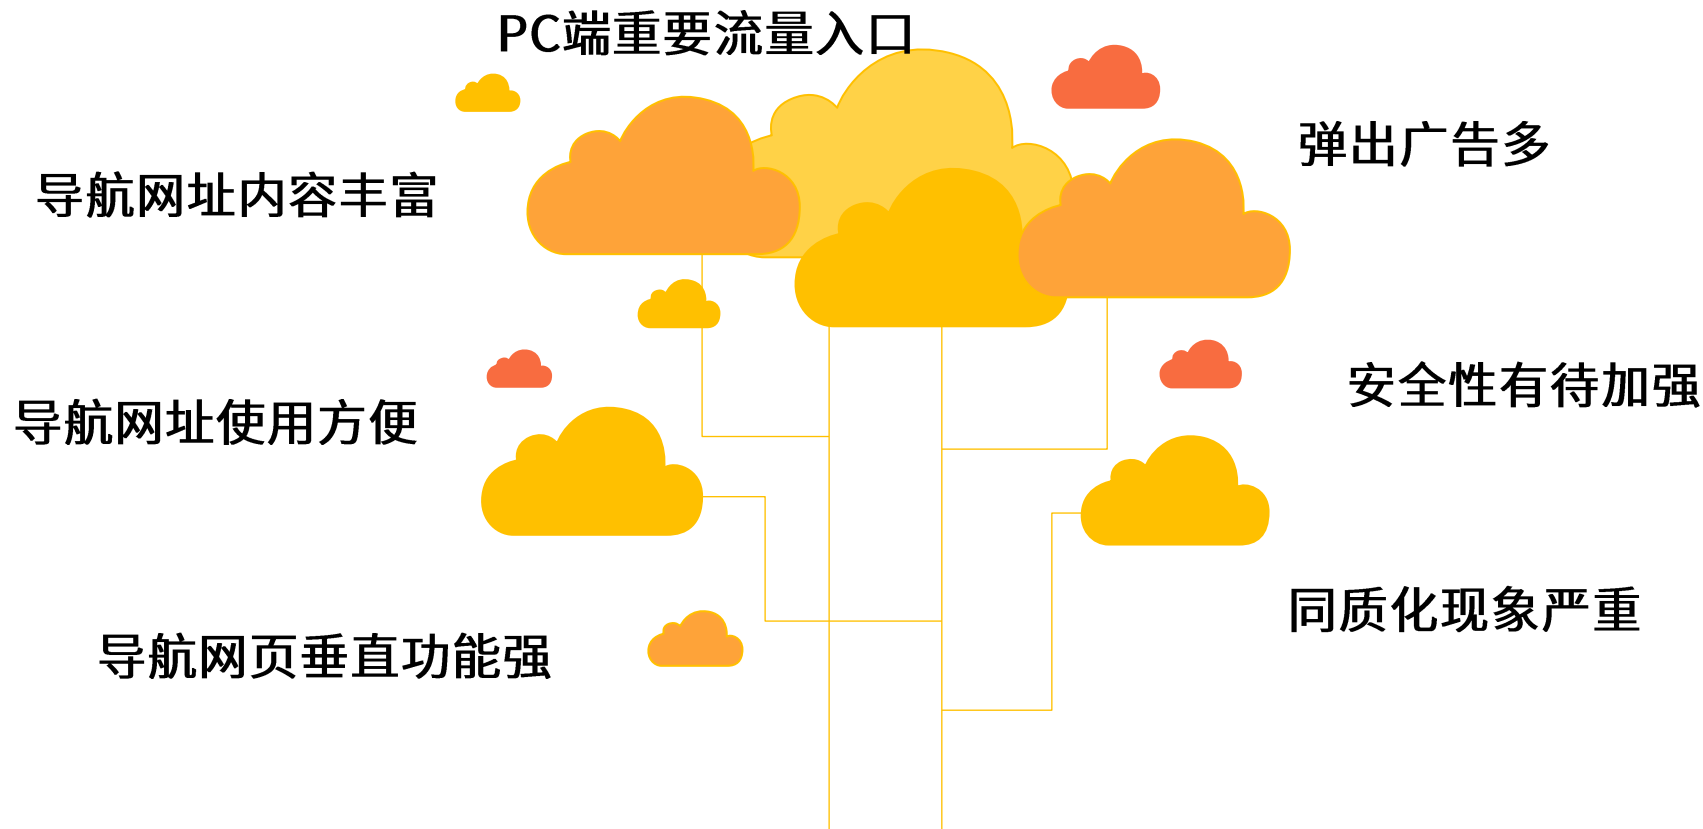 PC端重要流量入口
导航网址内容丰富
导航网址使用方便
导航网页垂直功能强
弹出广告多
安全性有待加强
同质化现象严重